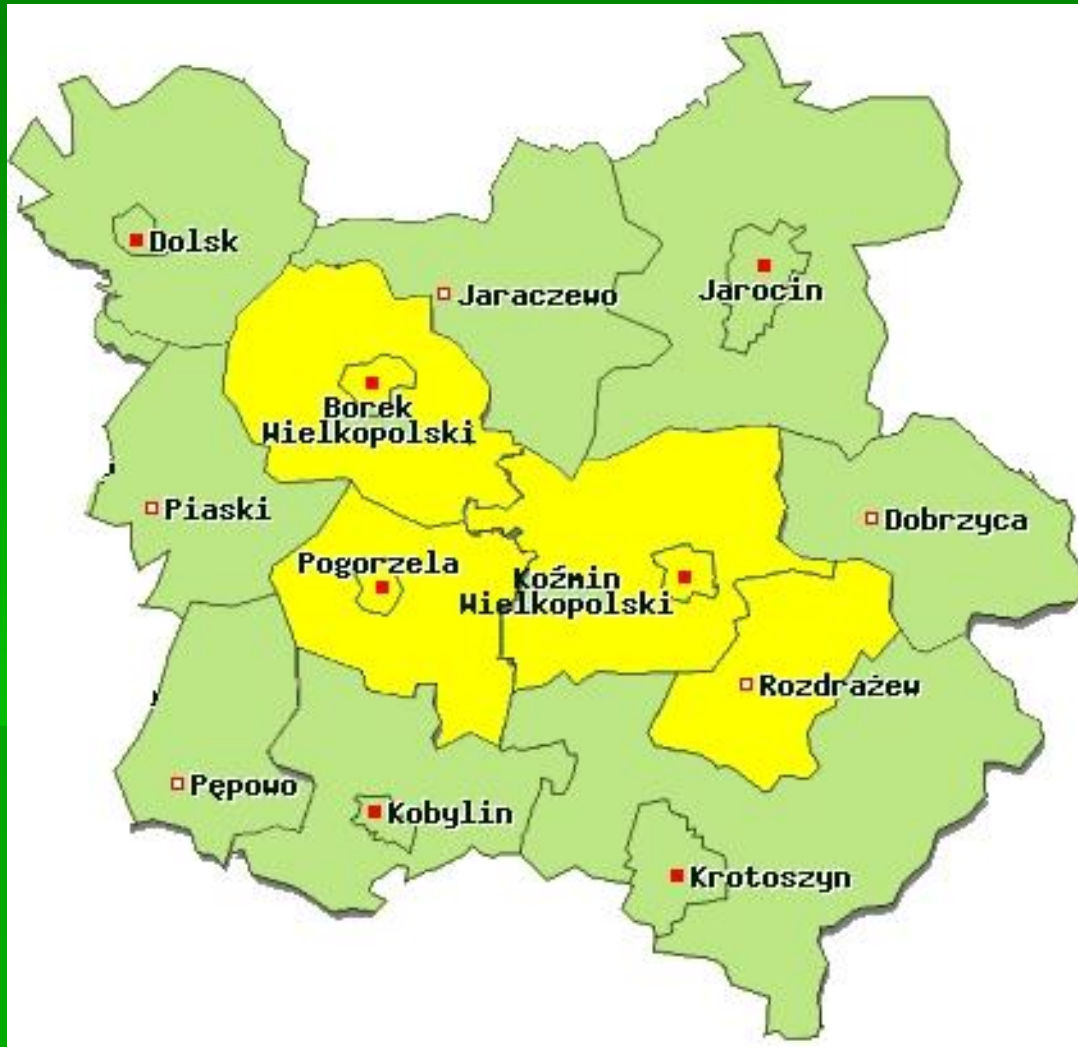 Dolsk
Jaraczewo
Jarocin
Borek
Wielkopolski
Piaski
Dobrzyca
Pogorzela
Koźmin
Wielkopolski
Rozdrażew
Pępowo
Kobylin
Krotoszyn